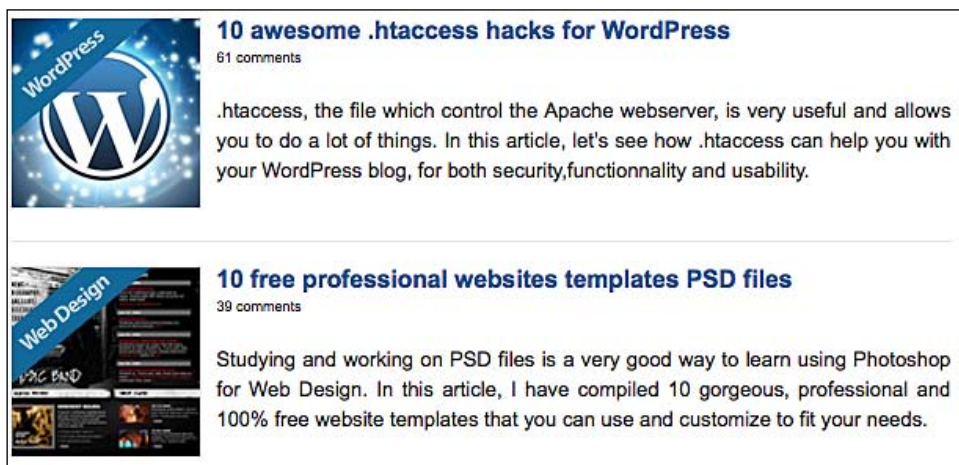 WordPress
10 awesome .htaccess hacks for WordPress
61 comments
.htaccess, the file which control the Apache webserver, is very useful and allows
you to do a lot of things. In this article, let's see how .htaccess can help you with
your WordPress blog, for both security,functionnality and usability.
Web Design
10 free professional websites templates PSD files
39 comments
Studying and working on PSD files is a very good way to learn using Photoshop
for Web Design. In this article, I have compiled 10 gorgeous, professional and
100% free website templates that you can use and customize to fit your needs.